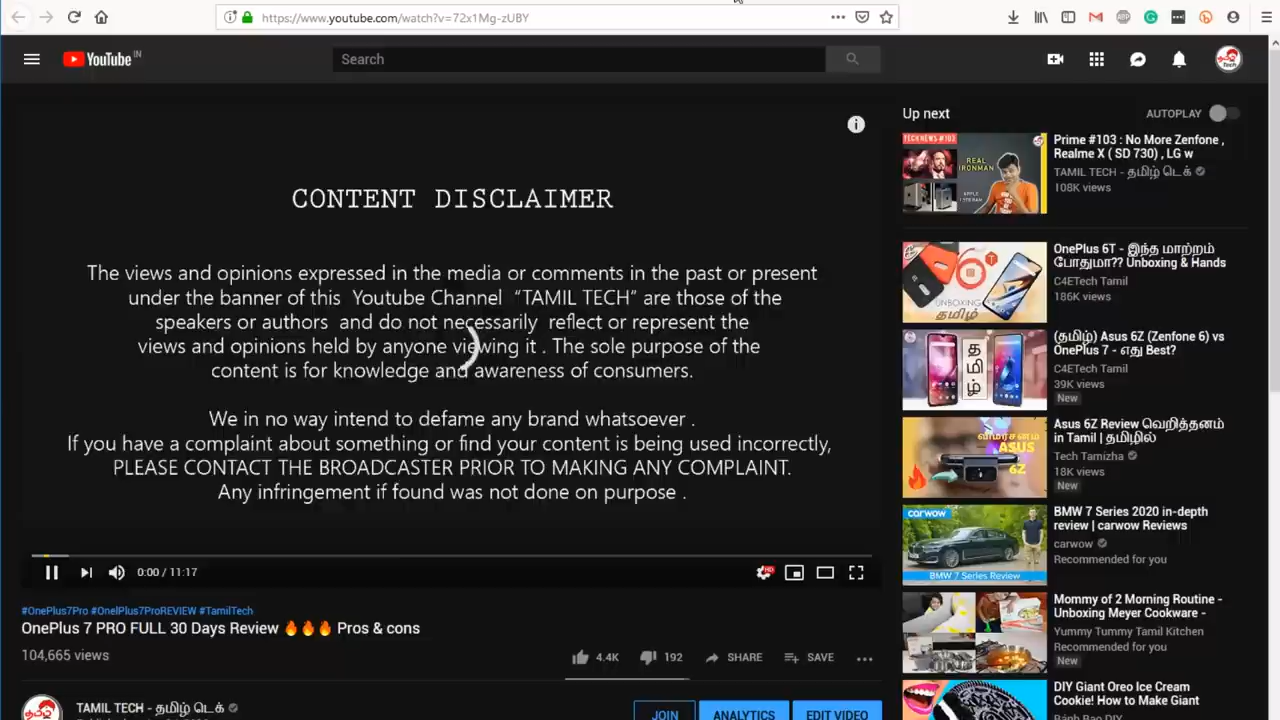 https://www.youtube.com/watch?v=72x1Mg-zUBY
YouTube IN
Search
CONTENT DISCLAIMER
The views and opinions expressed in the media or comments in the past or present
under the banner of this Youtube Channel “TAMIL TECH” are those of the
speakers or authors and do not necessarily reflect or represent the
views and opinions held by anyone viewing it . The sole purpose of the
content is for knowledge and awareness of consumers.
We in no way intend to defame any brand whatsoever .
If you have a complaint about something or find your content is being used incorrectly,
PLEASE CONTACT THE BROADCASTER PRIOR TO MAKING ANY COMPLAINT.
Any infringement if found was not done on purpose .
0:00 / 11:17
HD
#OnePlus7Pro #OnelPlus7ProREVIEW #TamilTech
OnePlus 7 PRO FULL 30 Days Review 🔥🔥🔥 Pros & cons
104,665 views
4.4K
192
SHARE
SAVE
TAMIL TECH - தமிழ் டெக்
JOIN
ANALYTICS
EDIT VIDEO
Up next
AUTOPLAY
TECHNEWS #103
REAL
IRONMAN
APPLE
Prime #103 : No More Zenfone ,
Realme X ( SD 730) , LG w
TAMIL TECH - தமிழ் டெக்
108K views
UNBOXING
தமிழ்
OnePlus 6T - இந்த மாற்றம்
போதுமா?? Unboxing & Hands
C4ETech Tamil
186K views
தமிழ்
(தமிழ்) Asus 6Z (Zenfone 6) vs
OnePlus 7 - எது Best?
C4ETech Tamil
39K views
New
ASUS
6Z
Asus 6Z Review வெறித்தனம்
in Tamil | தமிழில்
Tech Tamizha
18K views
New
carwow
BMW 7 Series Review
BMW 7 Series 2020 in-depth
review | carwow Reviews
carwow
Recommended for you
Mommy of 2 Morning Routine -
Unboxing Meyer Cookware -
Yummy Tummy Tamil Kitchen
Recommended for you
New
DIY Giant Oreo Ice Cream
Cookie! How to Make Giant